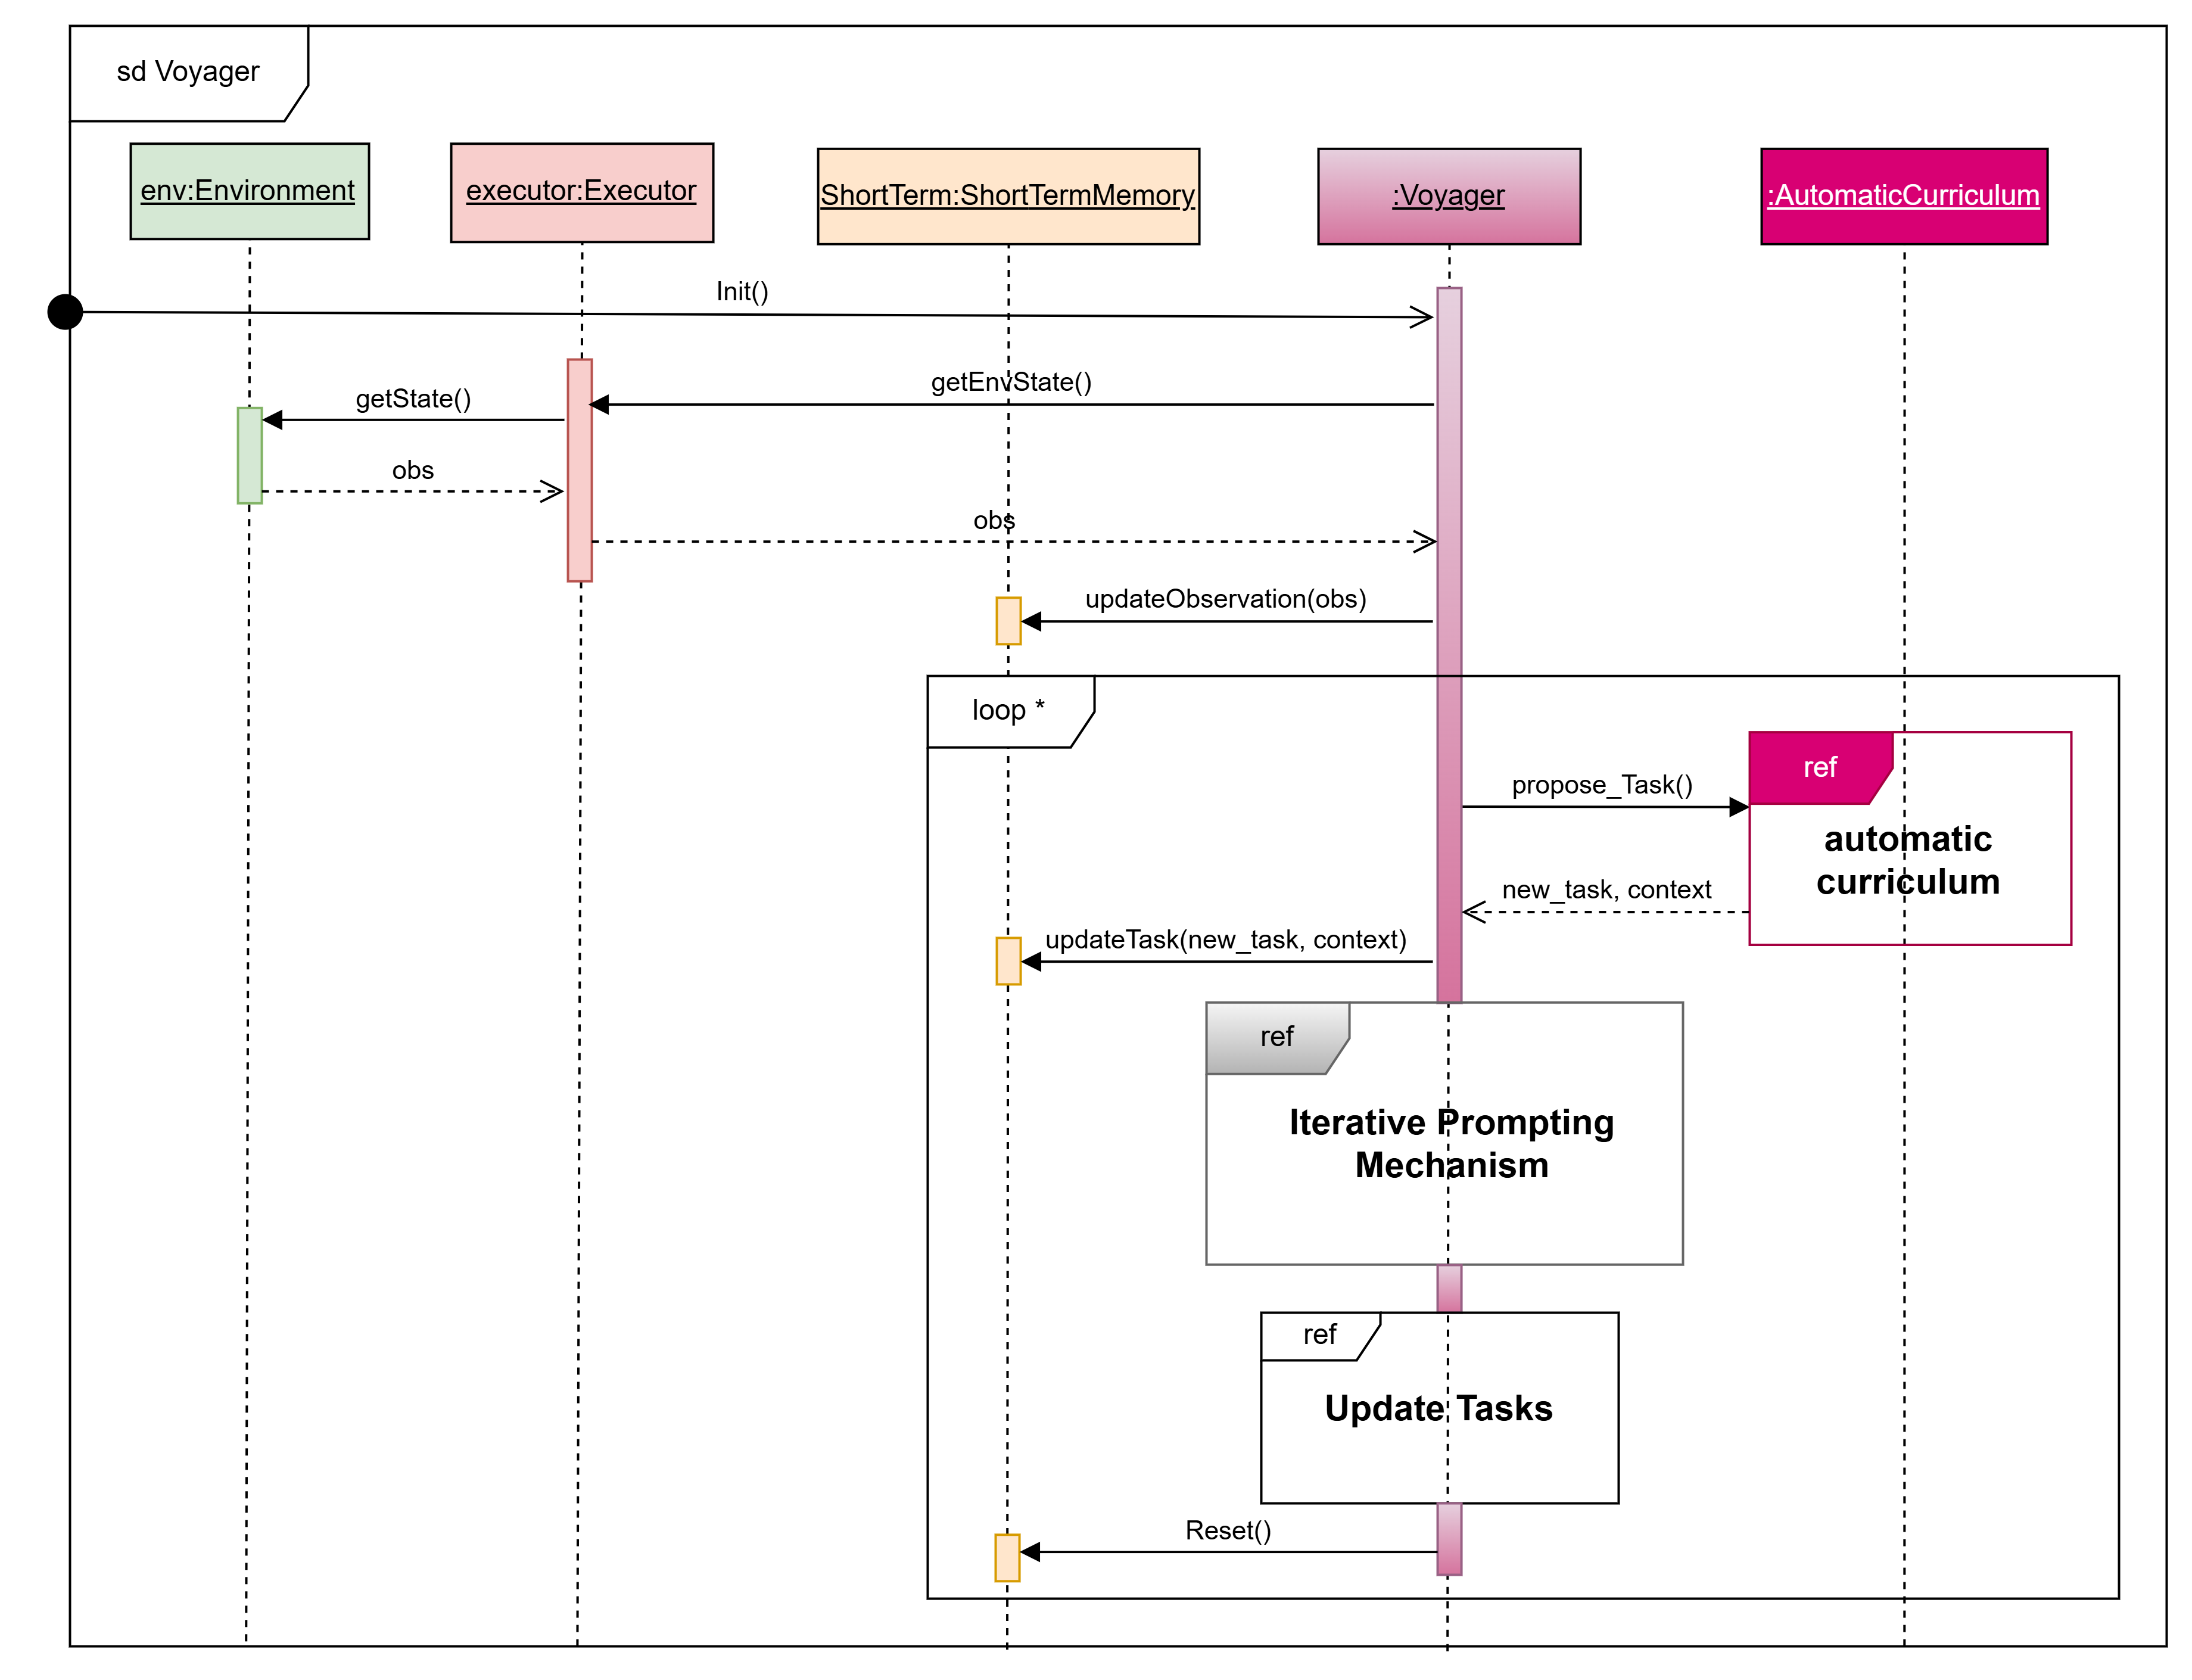 sd Voyager
env:Environment
executor:Executor
ShortTerm:ShortTermMemory
:Voyager
:AutomaticCurriculum
Init()
getEnvState()
getState()
obs
obs
updateObservation(obs)
loop *
ref
propose_Task()
automatic
curriculum
new_task, context
updateTask(new_task, context)
ref
Iterative Prompting
Mechanism
ref
Update Tasks
Reset()